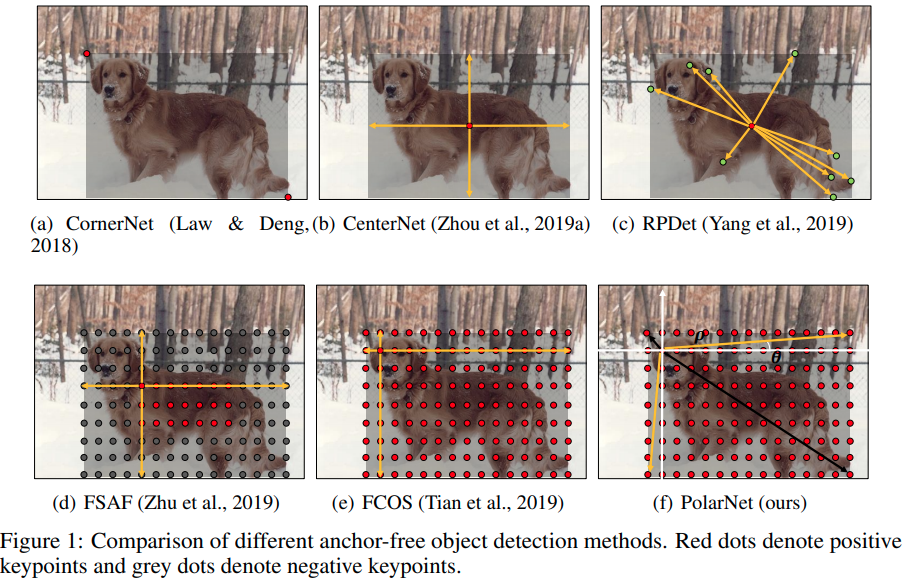 (a) CornerNet (Law & Deng, 2018)
(b) CenterNet (Zhou et al., 2019a)
(c) RPDet (Yang et al., 2019)
ρ
θ
(d) FSAF (Zhu et al., 2019)
(e) FCOS (Tian et al., 2019)
(f) PolarNet (ours)
Figure 1: Comparison of different anchor-free object detection methods. Red dots denote positive
keypoints and grey dots denote negative keypoints.